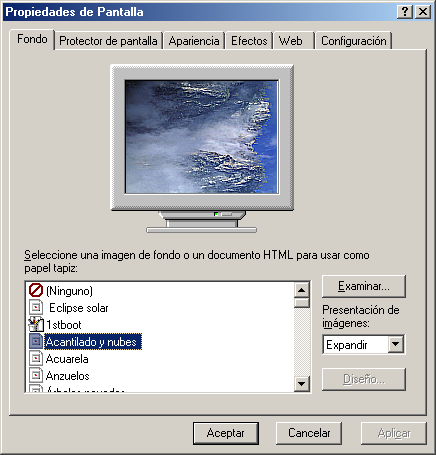 Propiedades de Pantalla
Fondo Protector de pantalla Apariencia Efectos Web Configuración
Seleccione una imagen de fondo o un documento HTML para usar como
papel tapiz:
(Ninguno)
Eclipse solar
1stboot
Acantilado y nubes
Acuarela
Anzuelos
Examinar...
Presentación de
imágenes:
Expandir
Diseño...
Aceptar Cancelar Aplicar